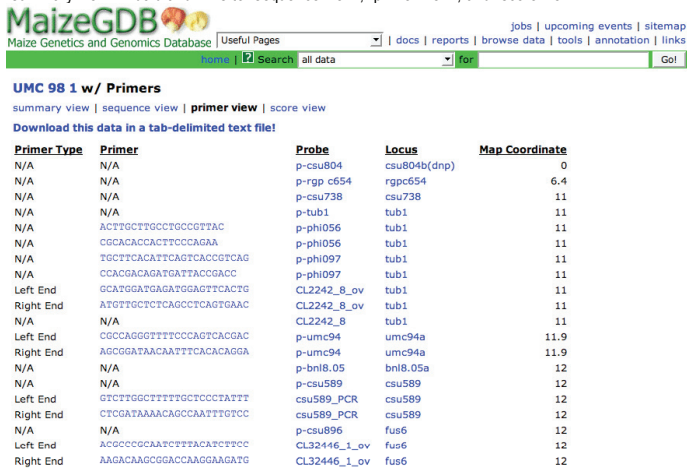 MaizeGDB
Maize Genetics and Genomics Database
jobs | upcoming events | sitemap
Useful Pages | docs | reports | browse data | tools | annotation | links
home | ? Search all data for Go!
UMC 98 1 w/ Primers
summary view | sequence view | primer view | score view
Download this data in a tab-delimited text file!
Primer Type Primer Probe Locus Map Coordinate
N/A N/A p-csu804 csu804b(dnp) 0
N/A N/A p-rgp c654 rgpc654 6.4
N/A N/A p-csu738 csu738 11
N/A N/A p-tub1 tub1 11
N/A ACTTGCTTGCCTGCCGTTAC p-phi056 tub1 11
N/A CGCACACCACTTCCCAGAA p-phi056 tub1 11
N/A TGCTTCACATTCAGTCACCGTCAG p-phi097 tub1 11
N/A CCACGACAGATGATTACCGACC p-phi097 tub1 11
Left End GCATGGATGAGATGGAGTTCACTG CL2242_8_ov tub1 11
Right End ATGTTGCTCTCAGCCTCAGTGAAC CL2242_8_ov tub1 11
N/A N/A CL2242_8 tub1 11
Left End CGCCAGGGTTTTCCCAGTCACGAC p-umc94 umc94a 11.9
Right End AGCGGATAACAATTTCACACAGGA p-umc94 umc94a 11.9
N/A N/A p-bnl8.05 bnl8.05a 12
N/A N/A p-csu589 csu589 12
Left End GTCTTGGCTTTTTGCTCCCTATTT csu589_PCR csu589 12
Right End CTCGATAAAACAGCCAATTTGTCC csu589_PCR csu589 12
N/A N/A p-csu896 fus6 12
Left End ACGCCCGCAATCTTTACATCTTCC CL32446_1_ov fus6 12
Right End AAGACAAGCGGACCAAGGAAGATG CL32446_1_ov fus6 12